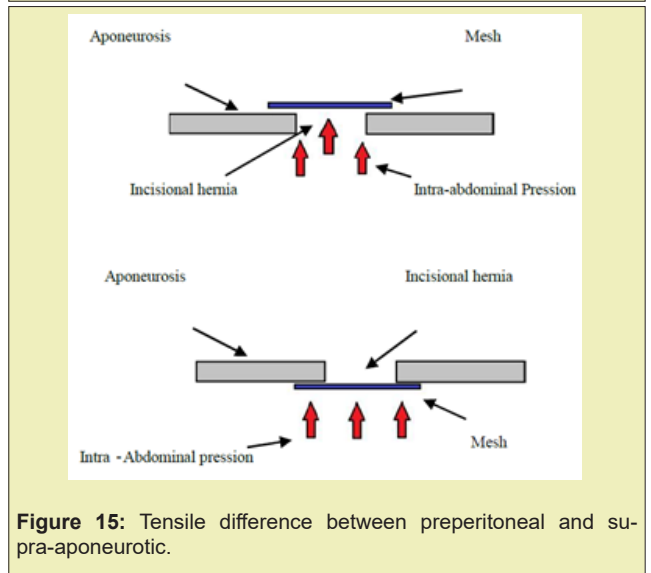 Aponeurosis Mesh
Incisional hernia Intra-abdominal Pression
Aponeurosis Incisional hernia
Mesh
Intra - Abdominal pression
Figure 15: Tensile difference between preperitoneal and su-
pra-aponeurotic.